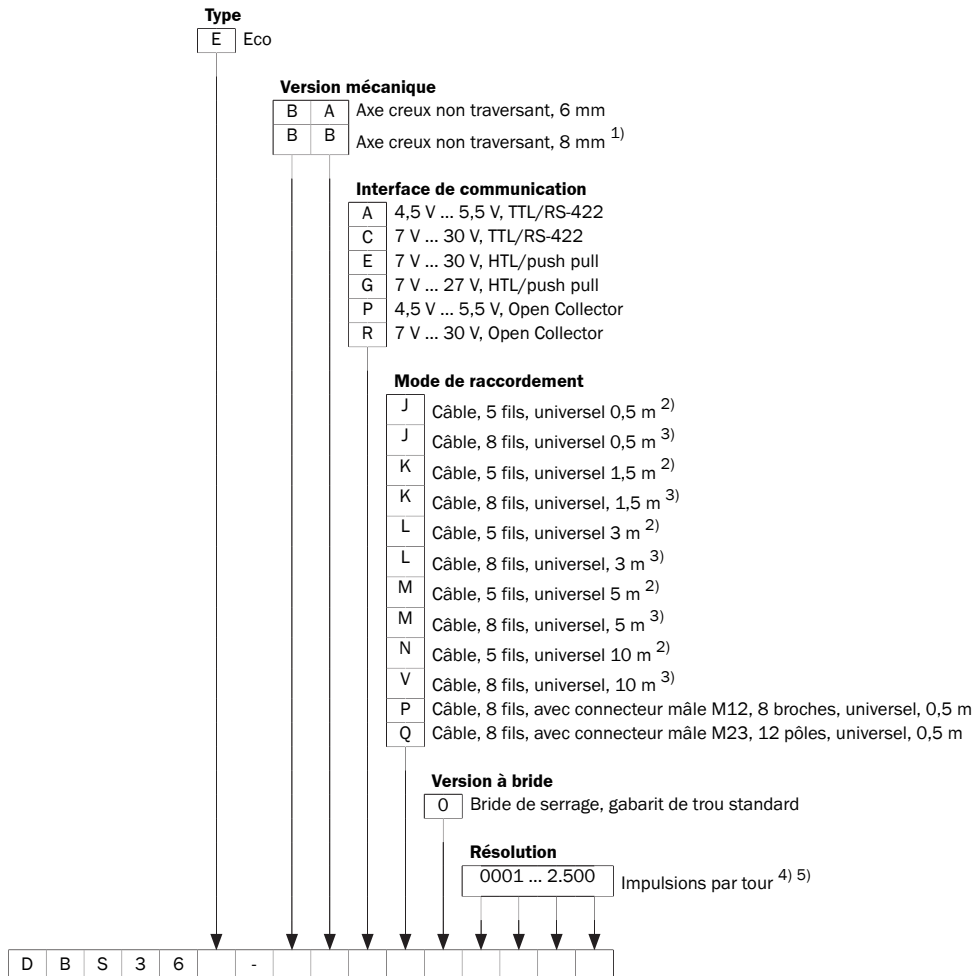 Type
E Eco
Version mécanique
B A Axe creux non traversant, 6 mm
B B Axe creux non traversant, 8 mm 1)
Interface de communication
A 4,5 V ... 5,5 V, TTL/RS-422
C 7 V ... 30 V, TTL/RS-422
E 7 V ... 30 V, HTL/push pull
G 7 V ... 27 V, HTL/push pull
P 4,5 V ... 5,5 V, Open Collector
R 7 V ... 30 V, Open Collector
Mode de raccordement
J Câble, 5 fils, universel 0,5 m 2)
J Câble, 8 fils, universel 0,5 m 3)
K Câble, 5 fils, universel 1,5 m 2)
K Câble, 8 fils, universel, 1,5 m 3)
L Câble, 5 fils, universel 3 m 2)
L Câble, 8 fils, universel, 3 m 3)
M Câble, 5 fils, universel 5 m 2)
M Câble, 8 fils, universel, 5 m 3)
N Câble, 5 fils, universel 10 m 2)
V Câble, 8 fils, universel, 10 m 3)
P Câble, 8 fils, avec connecteur mâle M12, 8 broches, universel, 0,5 m
Q Câble, 8 fils, avec connecteur mâle M23, 12 pôles, universel, 0,5 m
Version à bride
0 Bride de serrage, gabarit de trou standard
Résolution
0001 ... 2.500 Impulsions par tour 4) 5)
D B S 3 6 -